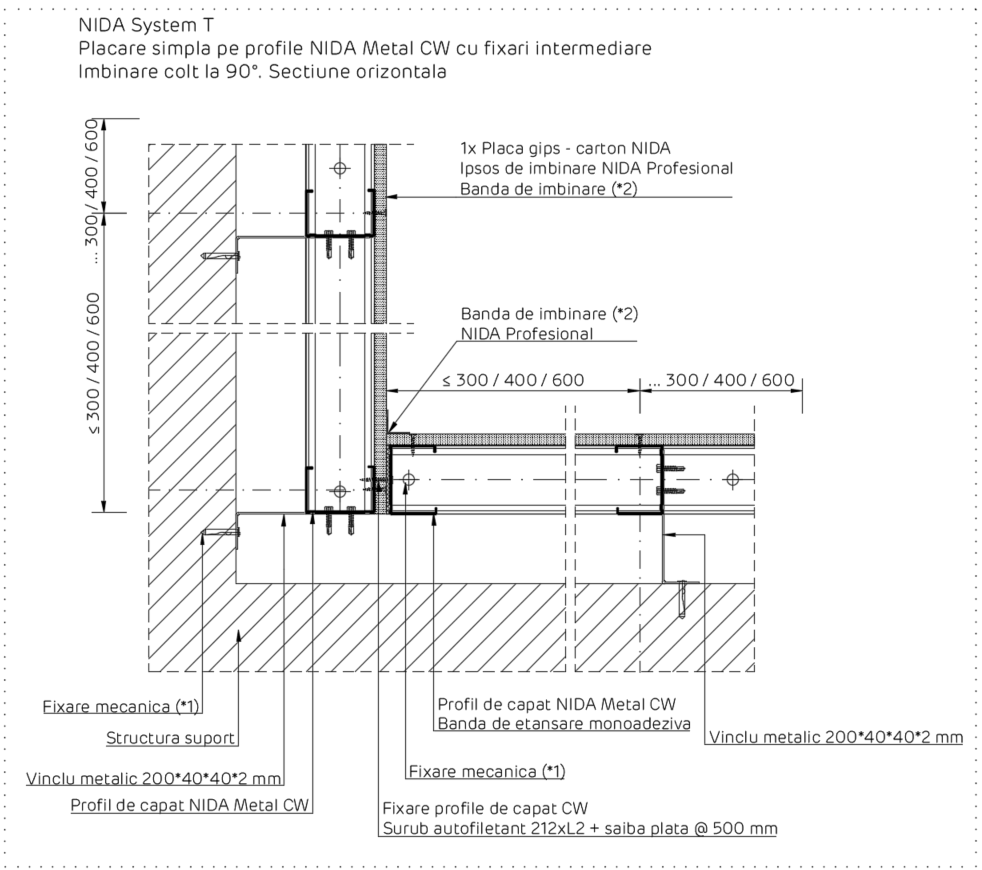 NIDA System T
Placare simpla pe profile NIDA Metal CW cu fixari intermediare
Imbinare colt la 90°. Sectiune orizontala
... 300 / 400 / 600
≤ 300 / 400 / 600
1x Placa gips - carton NIDA
Ipsos de imbinare NIDA Profesional
Banda de imbinare (*2)
Banda de imbinare (*2)
NIDA Profesional
≤ 300 / 400 / 600
... 300 / 400 / 600
Fixare mecanica (*1)
Structura suport
Vinclu metalic 200*40*40*2 mm
Profil de capat NIDA Metal CW
Profil de capat NIDA Metal CW
Banda de etansare monoadeziva
Vinclu metalic 200*40*40*2 mm
Fixare mecanica (*1)
Fixare profile de capat CW
Surub autofiletant 212xL2 + saiba plata @ 500 mm